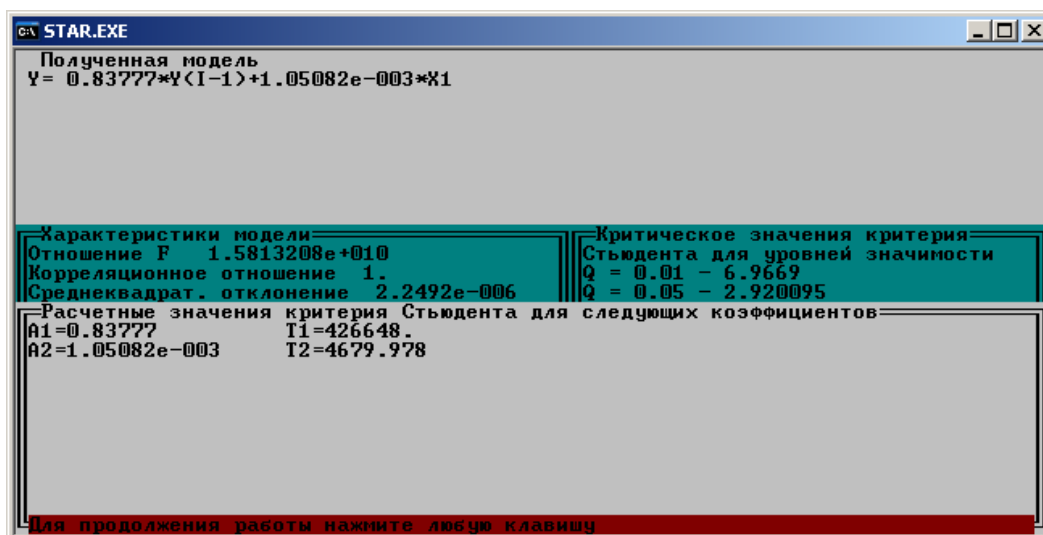 STAR.EXE
Полученная модель
Y= 0.83777*Y(I-1)+1.05082e-003*X1
Характеристики модели
Отношение F 1.5813208e+010
Корреляционное отношение 1.
Среднеквадрат. отклонение 2.2492e-006
Критическое значения критерия
Стьюдента для уровней значимости
Q = 0.01 - 6.9669
Q = 0.05 - 2.920095
Расчетные значения критерия Стьюдента для следующих коэффициентов
A1=0.83777 T1=426648.
A2=1.05082e-003 T2=4679.978
Для продолжения работы нажмите любую клавишу